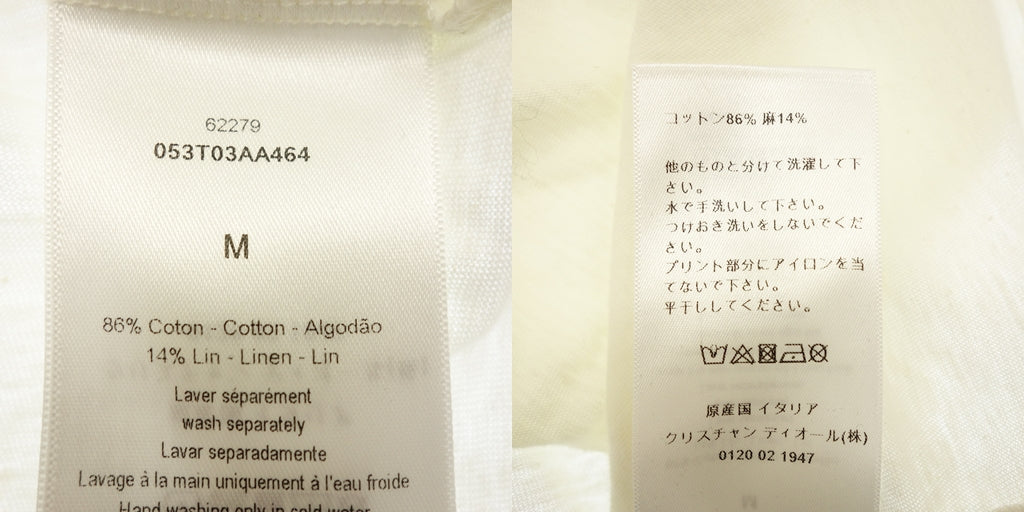 62279
053T03AA464
M
86% Coton - Cotton - Algodão
14% Lin - Linen - Lin
Laver séparément
wash separately
Lavar separadamente
Lavage à la main uniquement à l'eau froide
Hand washing only in cold water
コットン86% 麻14%
他のものと分けて洗濯して下
さい。
水で手洗いして下さい。
つけおき洗いをしないでくだ
さい。
プリント部分にアイロンを当
てないで下さい。
平干ししてください。
原産国 イタリア
クリスチャン ディオール(株)
0120 02 1947